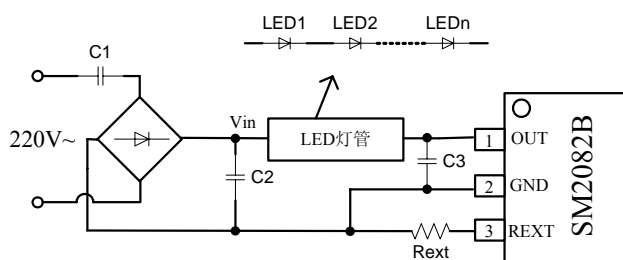 LED1 LED2 LEDn
C1
220V~
Vin
LED灯管
C2
C3
1 OUT
2 GND
3 REXT
Rext
SM2082B